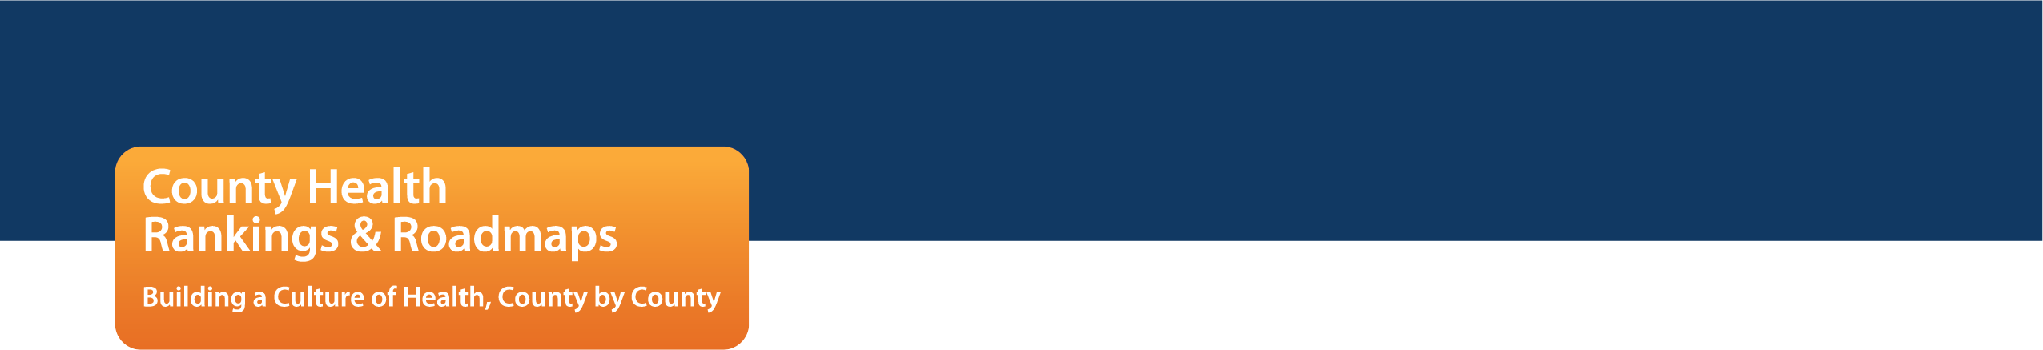 County Health
Rankings & Roadmaps
Building a Culture of Health, County by County